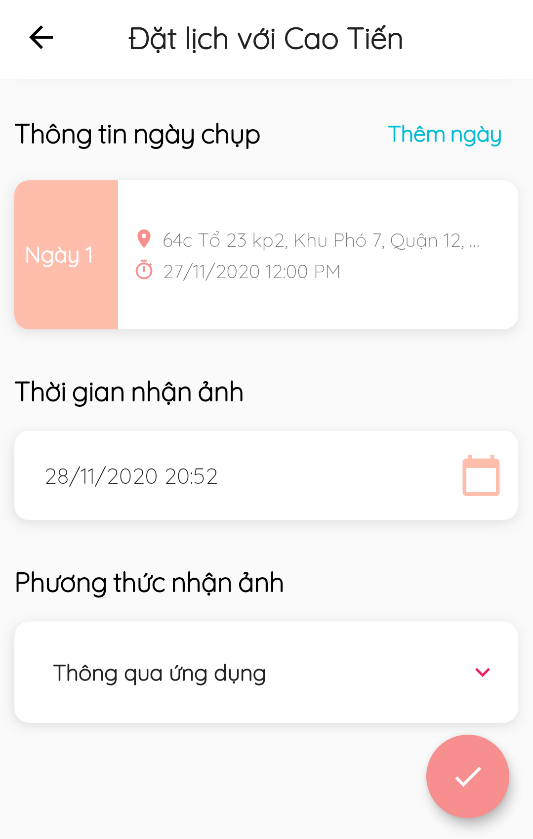 Đặt lịch với Cao Tiến
Thông tin ngày chụp
Thêm ngày
Ngày 1
64c Tổ 23 kp2, Khu Phó 7, Quận 12, ...
27/11/2020 12:00 PM
Thời gian nhận ảnh
28/11/2020 20:52
Phương thức nhận ảnh
Thông qua ứng dụng